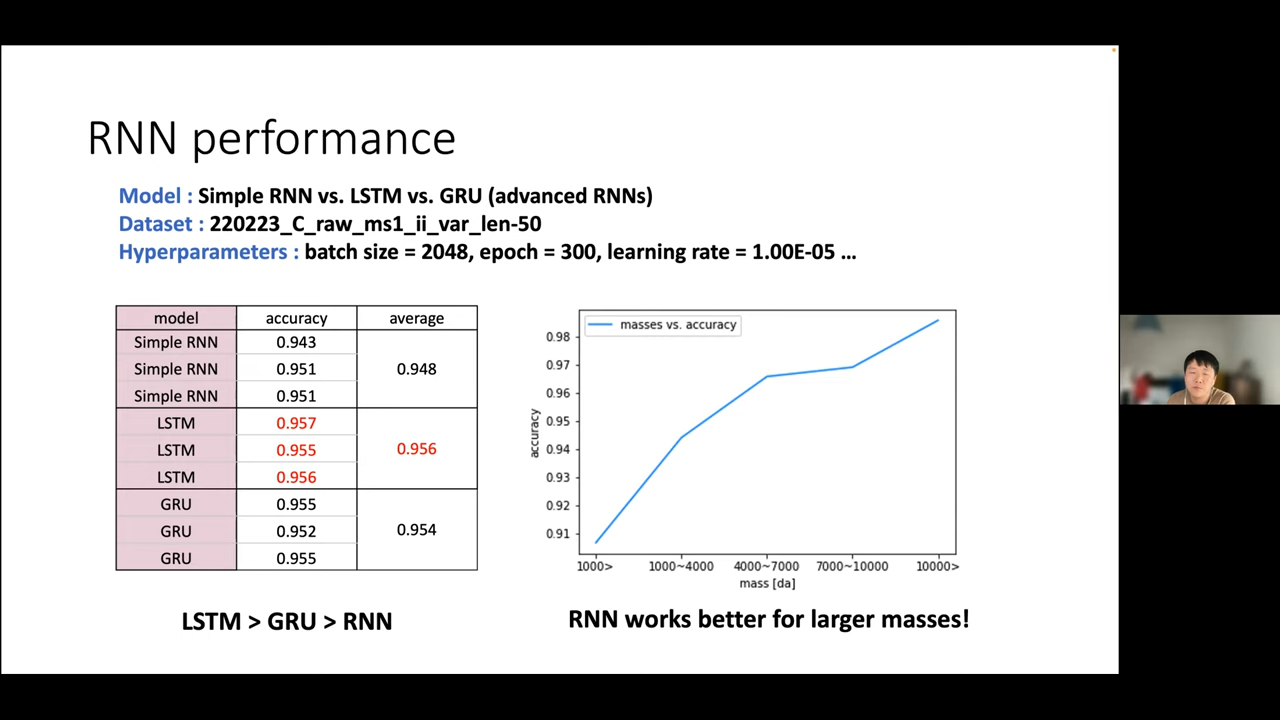 RNN performance
Model : Simple RNN vs. LSTM vs. GRU (advanced RNNs)
Dataset : 220223_C_raw_ms1_ii_var_len-50
Hyperparameters : batch size = 2048, epoch = 300, learning rate = 1.00E-05 ...
model accuracy average
Simple RNN 0.943
Simple RNN 0.951 0.948
Simple RNN 0.951
LSTM 0.957
LSTM 0.955 0.956
LSTM 0.956
GRU 0.955
GRU 0.952 0.954
GRU 0.955
LSTM > GRU > RNN
masses vs. accuracy
0.98
0.97
0.96
0.95
0.94
0.93
0.92
0.91
accuracy
1000> 1000~4000 4000~7000 7000~10000 10000>
mass [da]
RNN works better for larger masses!